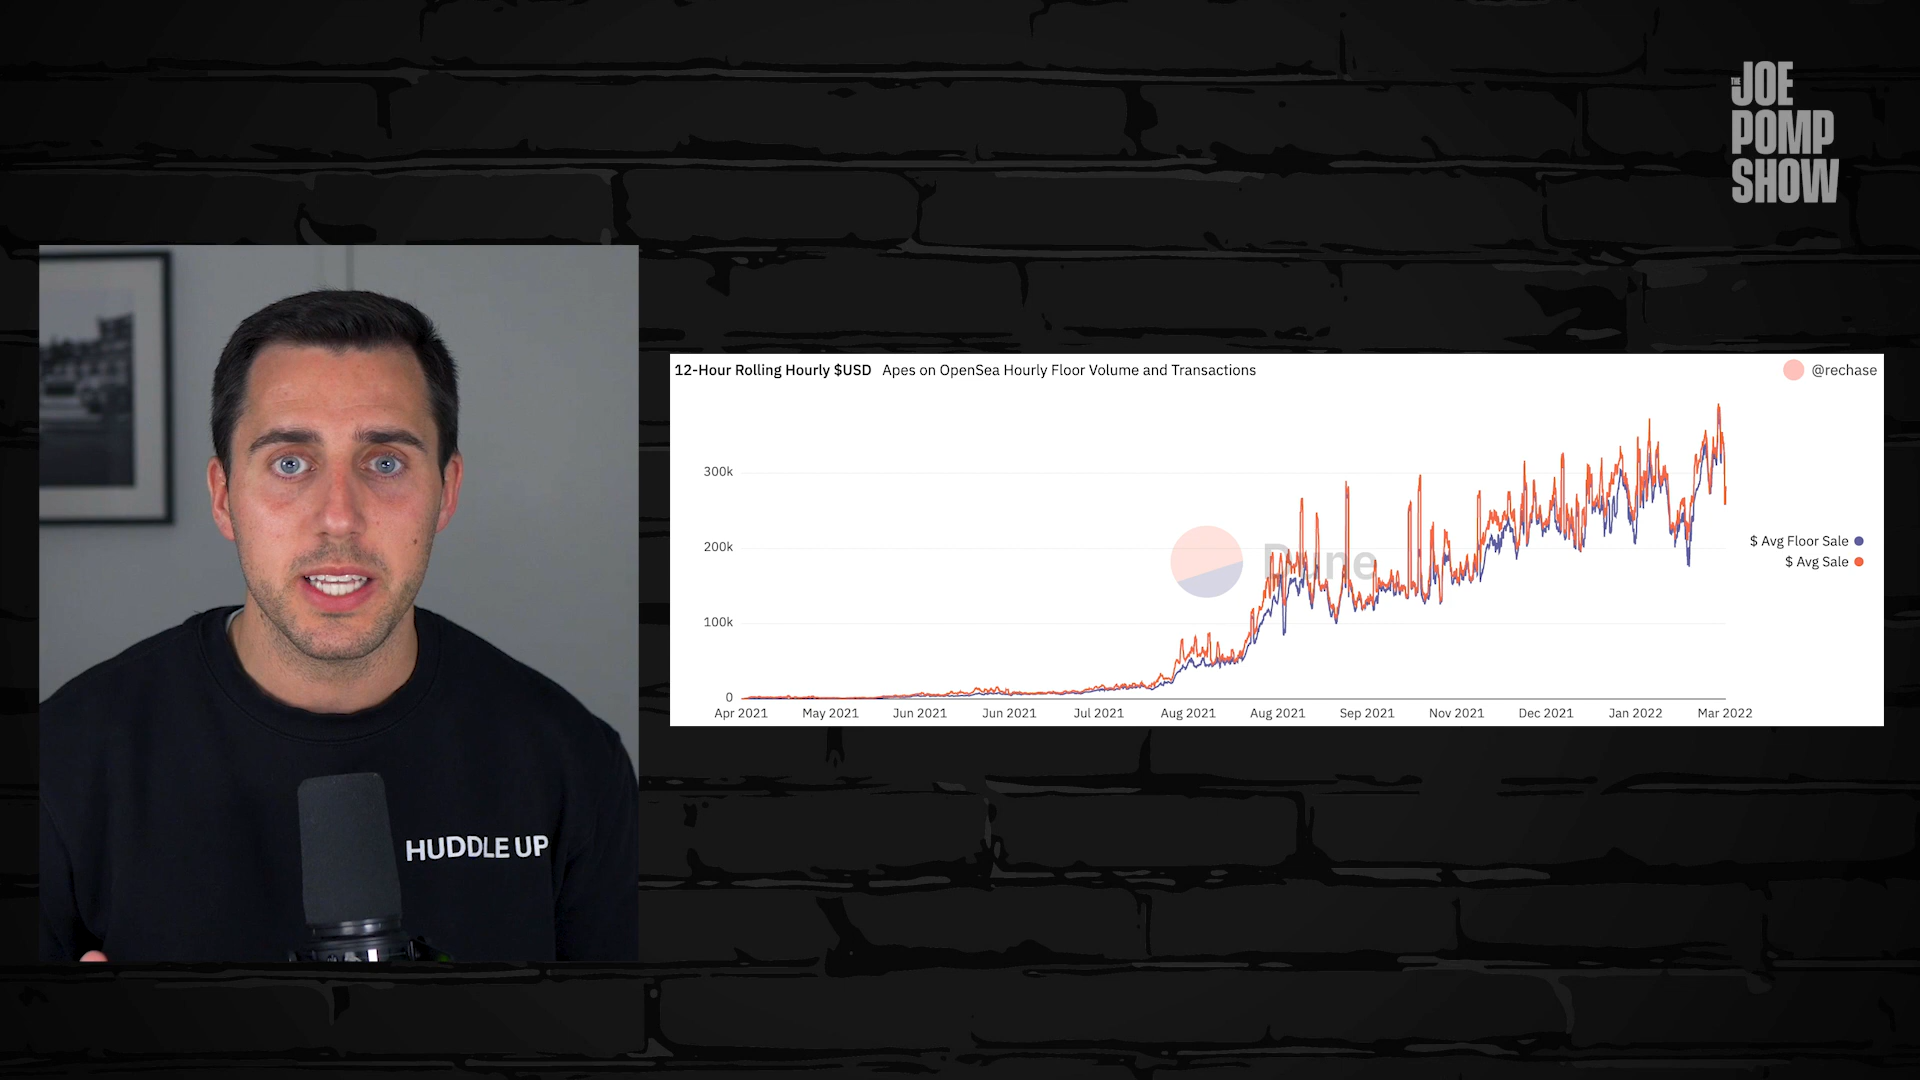 THE JOE
POMP
SHOW
12-Hour Rolling Hourly $USD Apes on OpenSea Hourly Floor Volume and Transactions
@rechase
300k
200k
100k
0
Dune
$ Avg Floor Sale
$ Avg Sale
Apr 2021 May 2021 Jun 2021 Jun 2021 Jul 2021 Aug 2021 Aug 2021 Sep 2021 Nov 2021 Dec 2021 Jan 2022 Mar 2022
HUDDLE UP